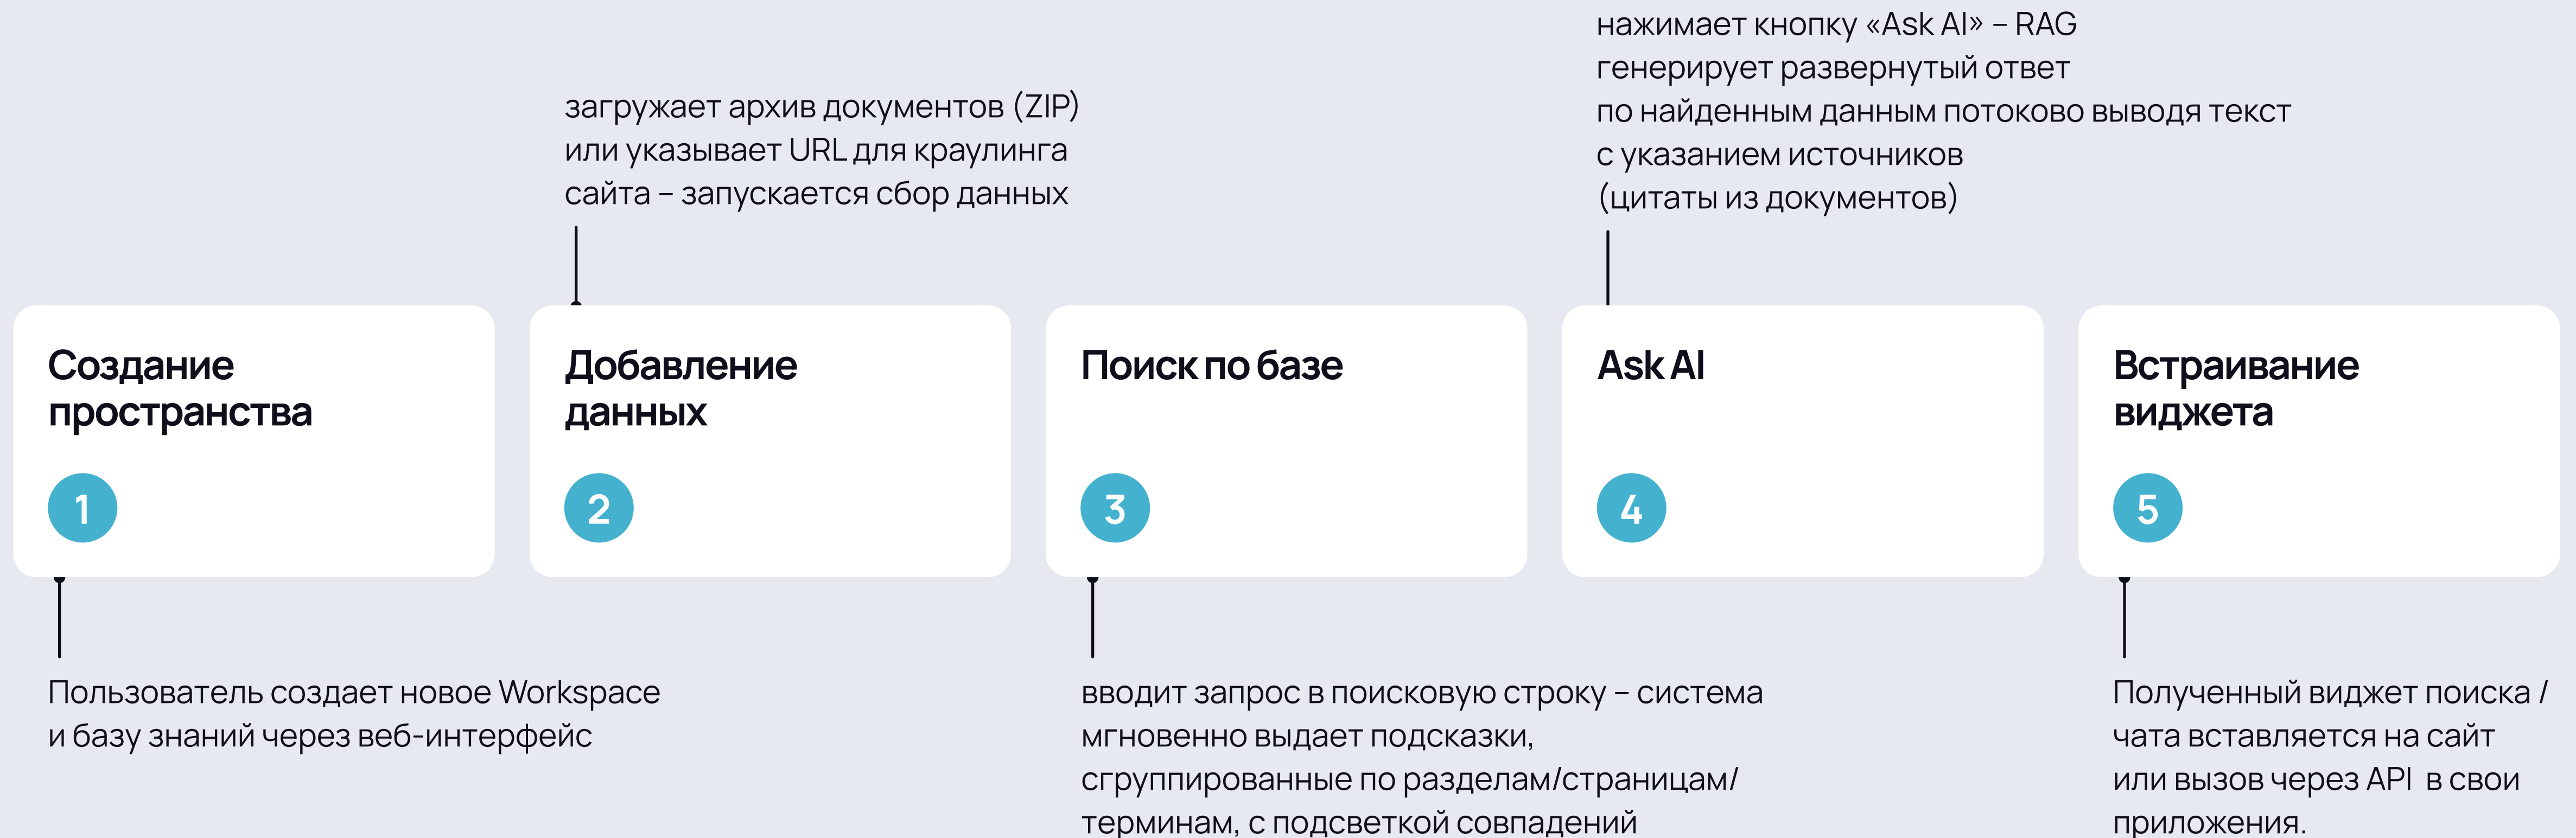 Создание
пространства
1
Пользователь создает новое Workspace
и базу знаний через веб-интерфейс
загружает архив документов (ZIP)
или указывает URL для краулинга
сайта – запускается сбор данных
Добавление
данных
2
Поиск по базе
3
вводит запрос в поисковую строку – система
мгновенно выдает подсказки,
сгруппированные по разделам/страницам/
терминам, с подсветкой совпадений
нажимает кнопку «Ask AI» – RAG
генерирует развернутый ответ
по найденным данным потоково выводя текст
с указанием источников
(цитаты из документов)
Ask AI
4
Встраивание
виджета
5
Полученный виджет поиска /
чата вставляется на сайт
или вызов через API в свои
приложения.